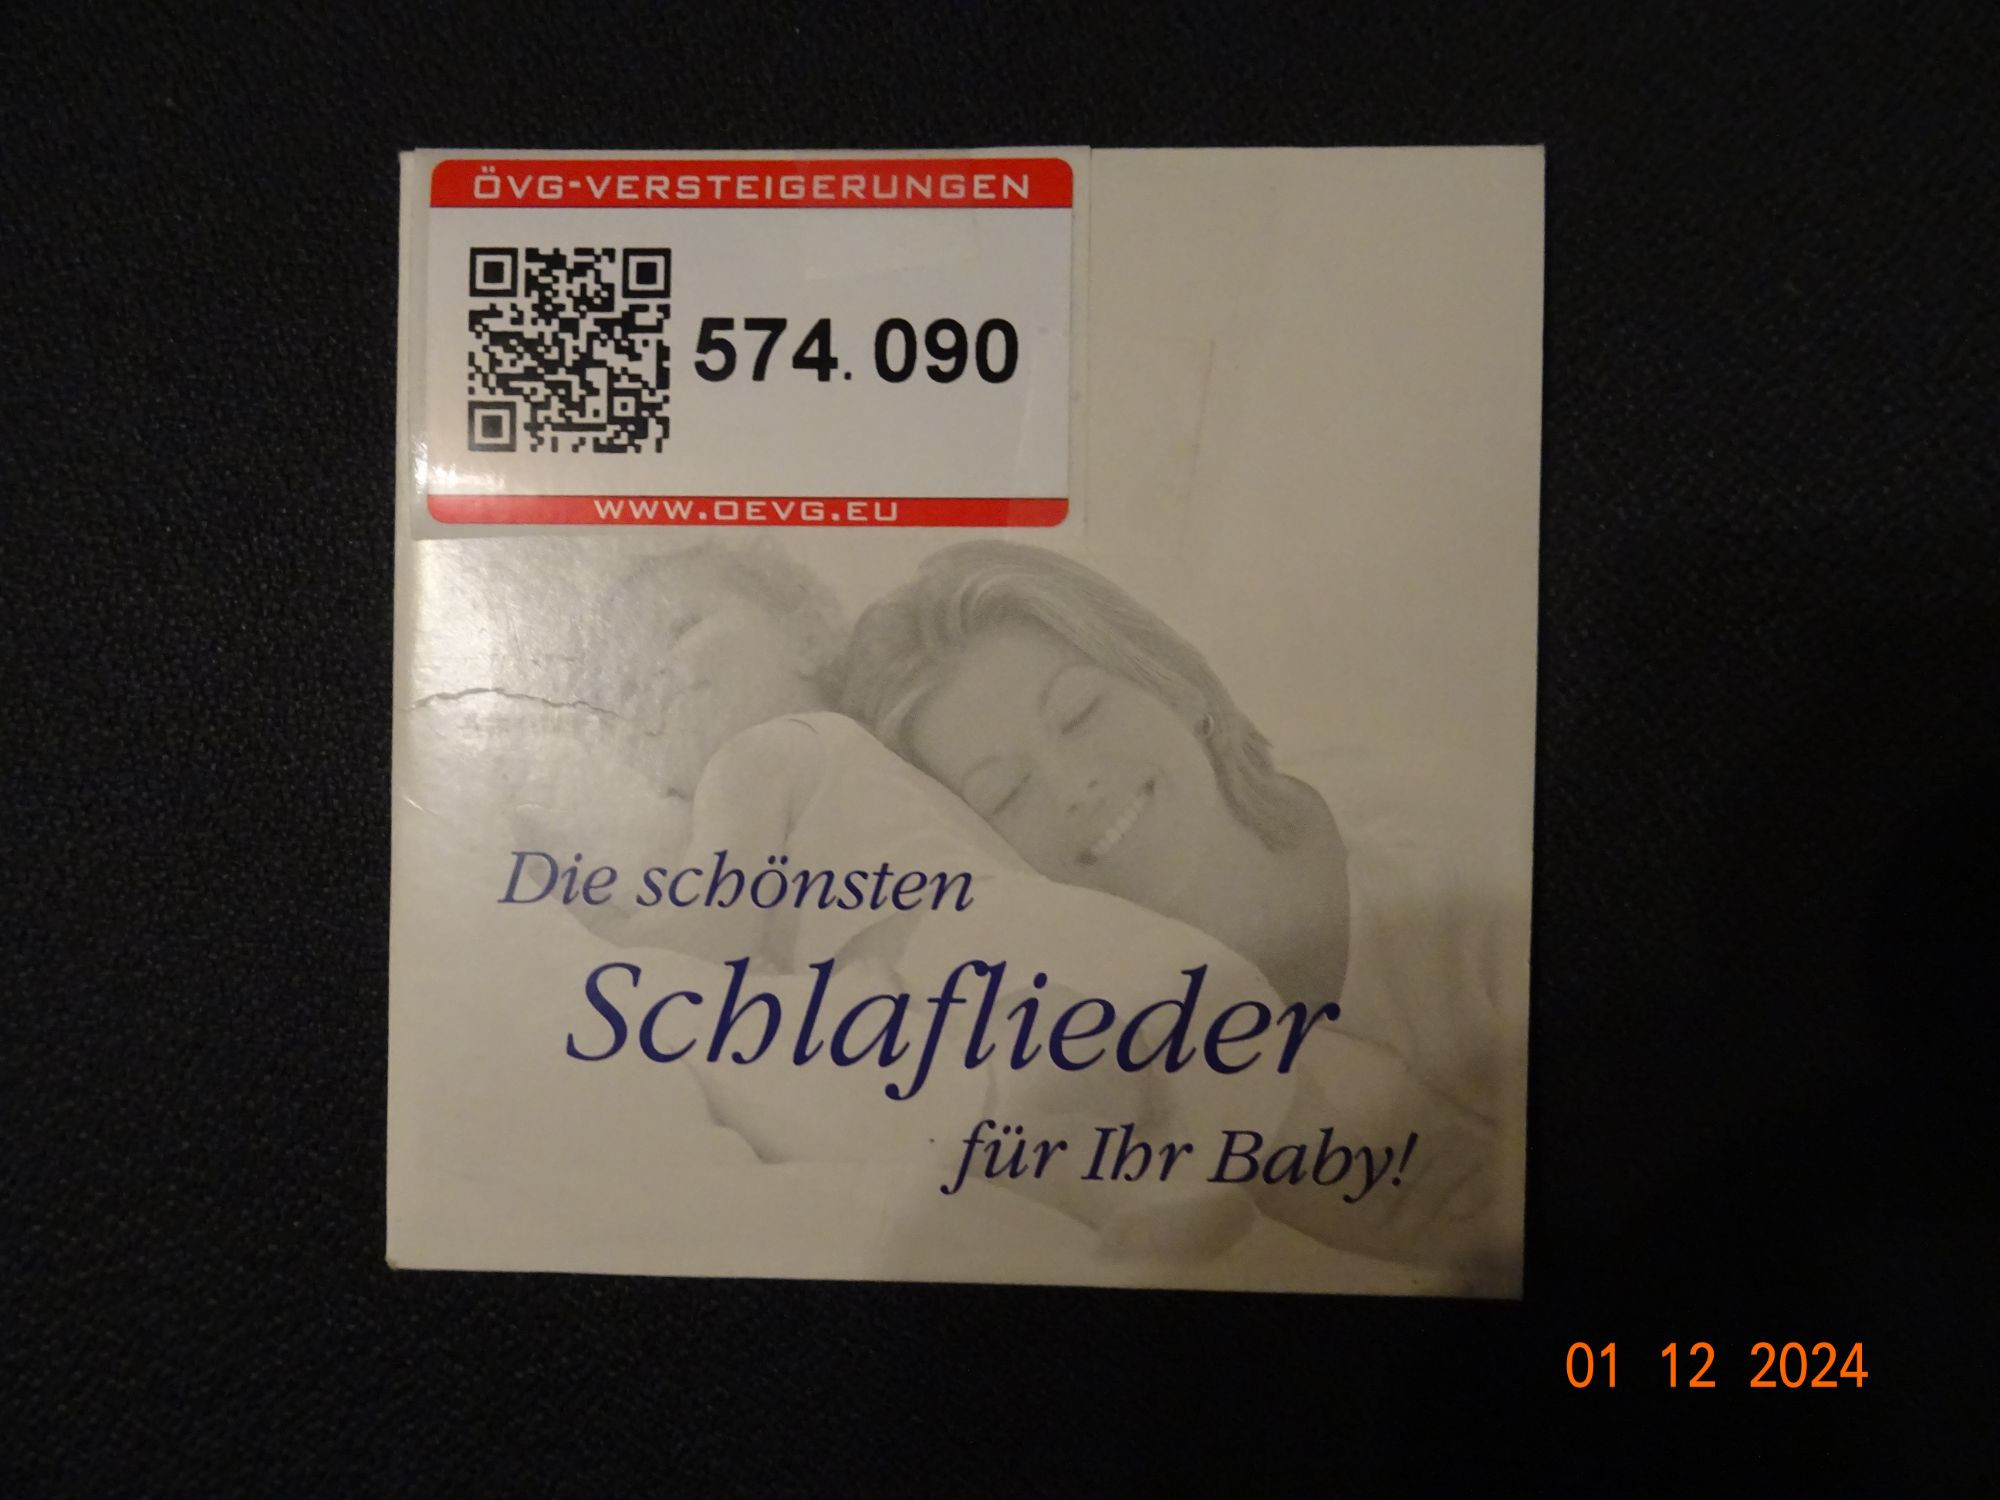 ÖVG-VERSTEIGERUNGEN
574. 090
WWW.OEVG.EU
Die schönsten
Schlaflieder
für Ihr Baby!
01 12 2024